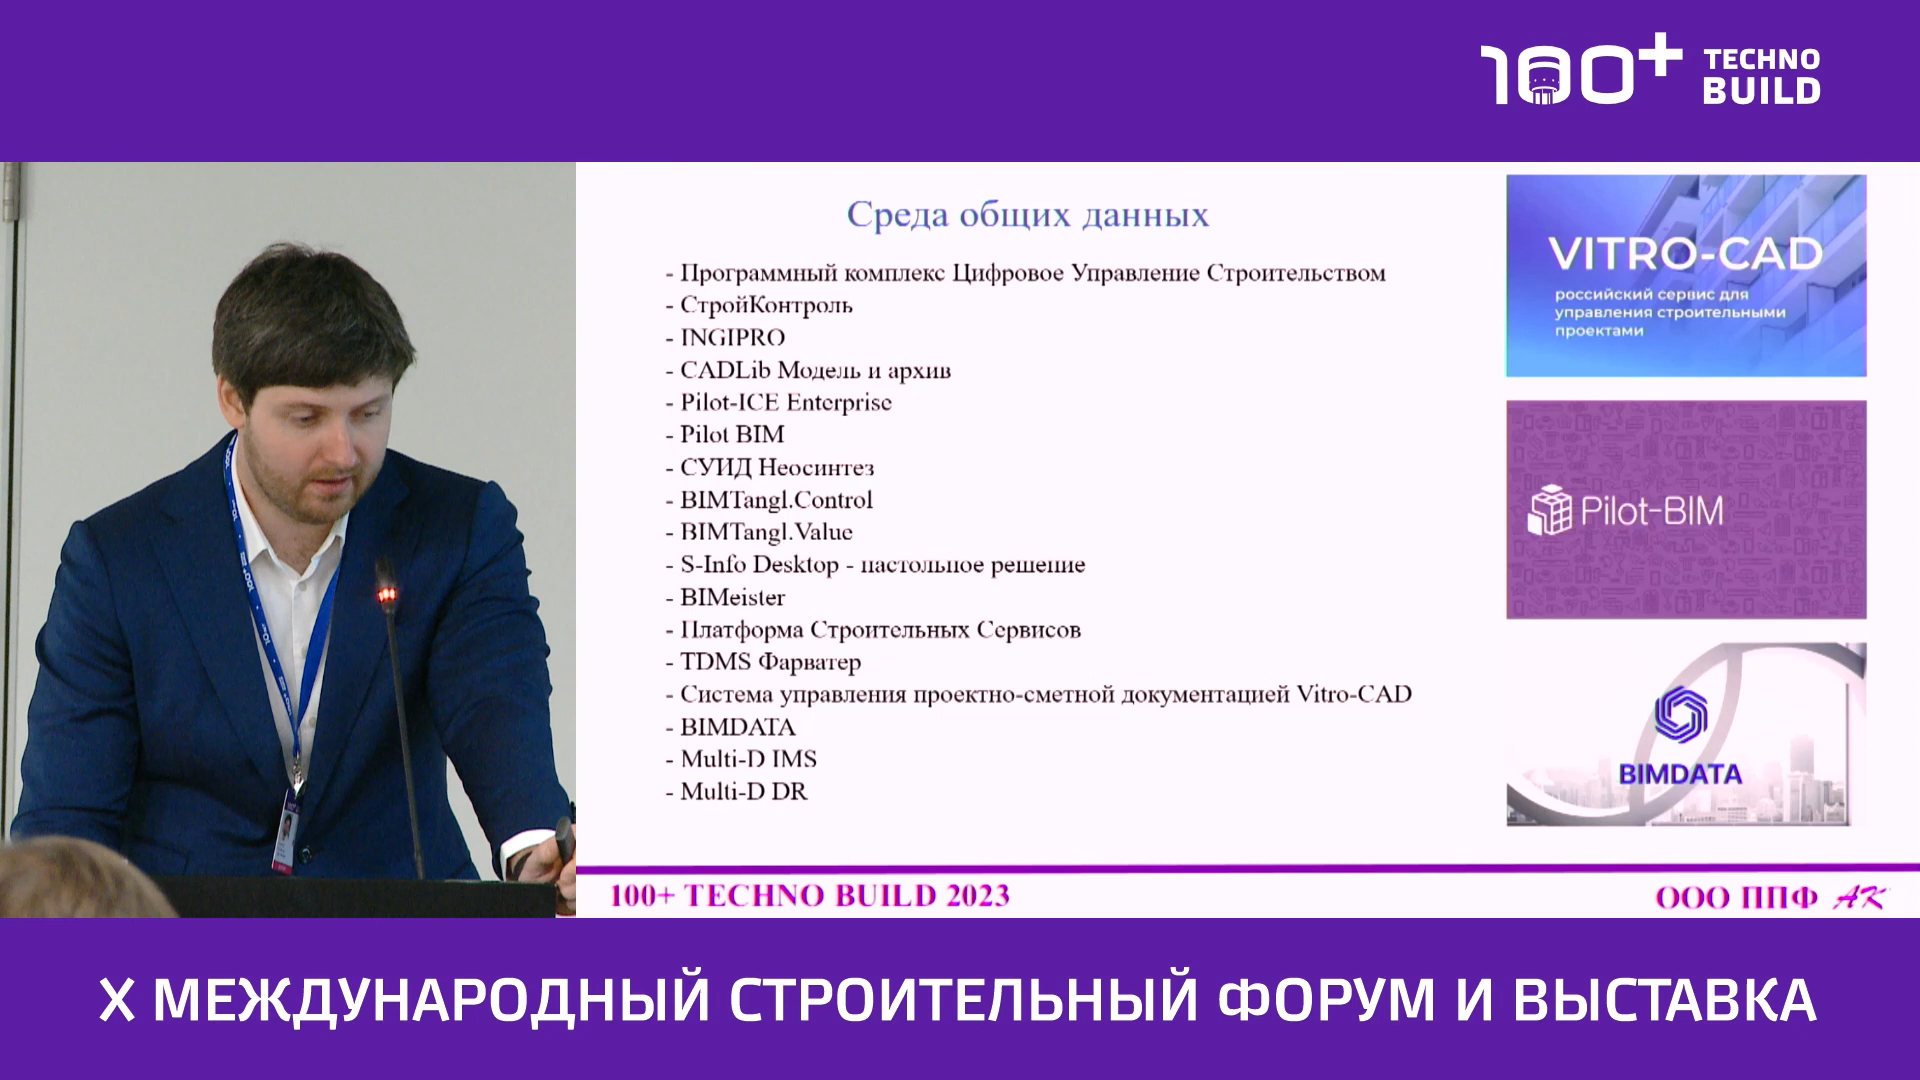 100+ TECHNO
BUILD
Среда общих данных
- Программный комплекс Цифровое Управление Строительством
- СтройКонтроль
- INGIPRO
- CADLib Модель и архив
- Pilot-ICE Enterprise
- Pilot BIM
- СУИД Неосинтез
- BIMTangl.Control
- BIMTangl.Value
- S-Info Desktop - настольное решение
- BIMeister
- Платформа Строительных Сервисов
- TDMS Фарватер
- Система управления проектно-сметной документацией Vitro-CAD
- BIMDATA
- Multi-D IMS
- Multi-D DR
VITRO-CAD
российский сервис для
управления строительными
проектами
Pilot-BIM
BIMDATA
100+ TECHNO BUILD 2023
ООО ППФ АК
X МЕЖДУНАРОДНЫЙ СТРОИТЕЛЬНЫЙ ФОРУМ И ВЫСТАВКА